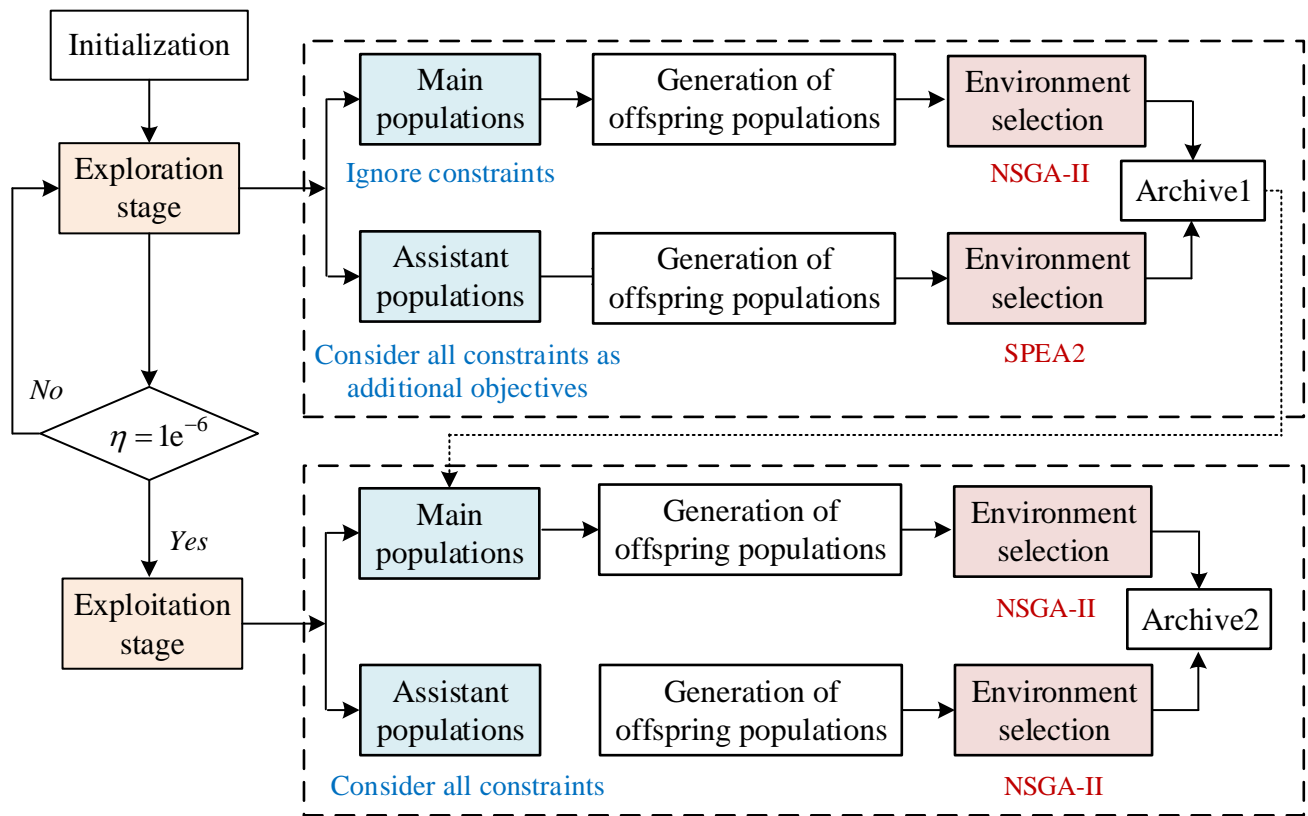 Initialization
Exploration
stage
No
η = 1e⁻⁶
Yes
Exploitation
stage
Main
populations
Ignore constraints
Generation of
offspring populations
Environment
selection
NSGA-II
Archive1
Assistant
populations
Consider all constraints as
additional objectives
Generation of
offspring populations
Environment
selection
SPEA2
Main
populations
Generation of
offspring populations
Environment
selection
NSGA-II
Archive2
Assistant
populations
Consider all constraints
Generation of
offspring populations
Environment
selection
NSGA-II